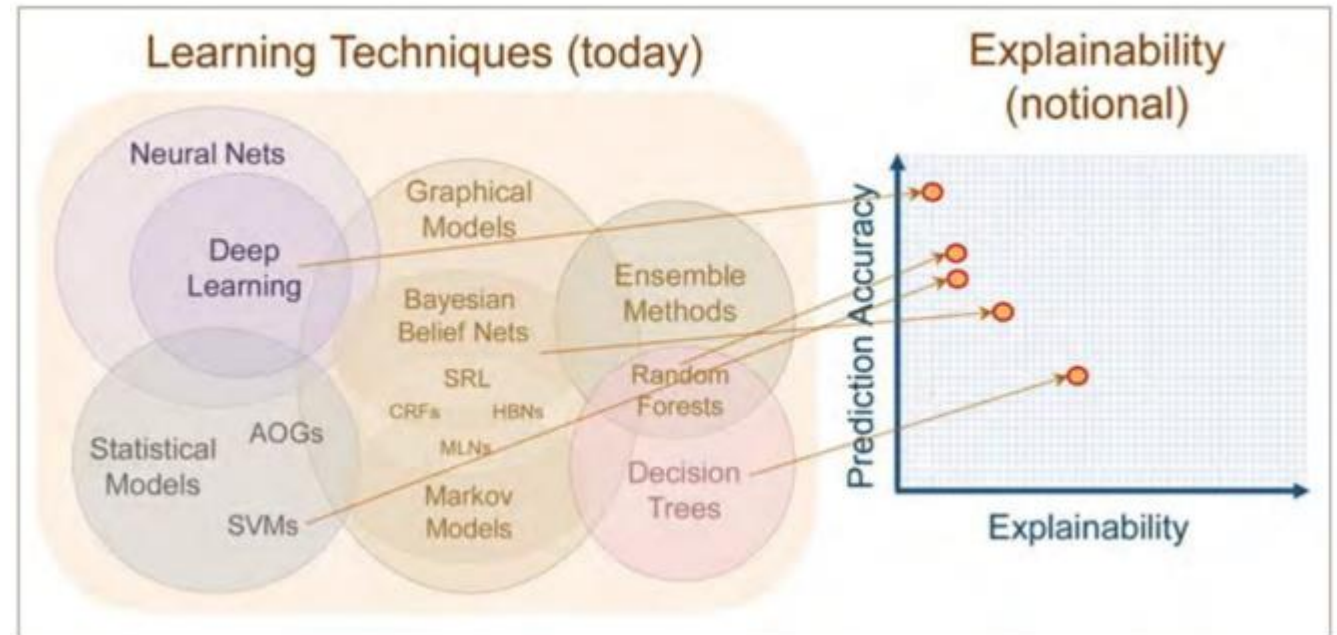 Learning Techniques (today)
Explainability
(notional)
Neural Nets
Deep
Learning
Graphical
Models
Bayesian
Belief Nets
SRL
CRFs
HBNs
MLNs
Markov
Models
Ensemble
Methods
Random
Forests
Decision
Trees
Statistical
Models
AOGs
SVMs
Prediction Accuracy
Explainability